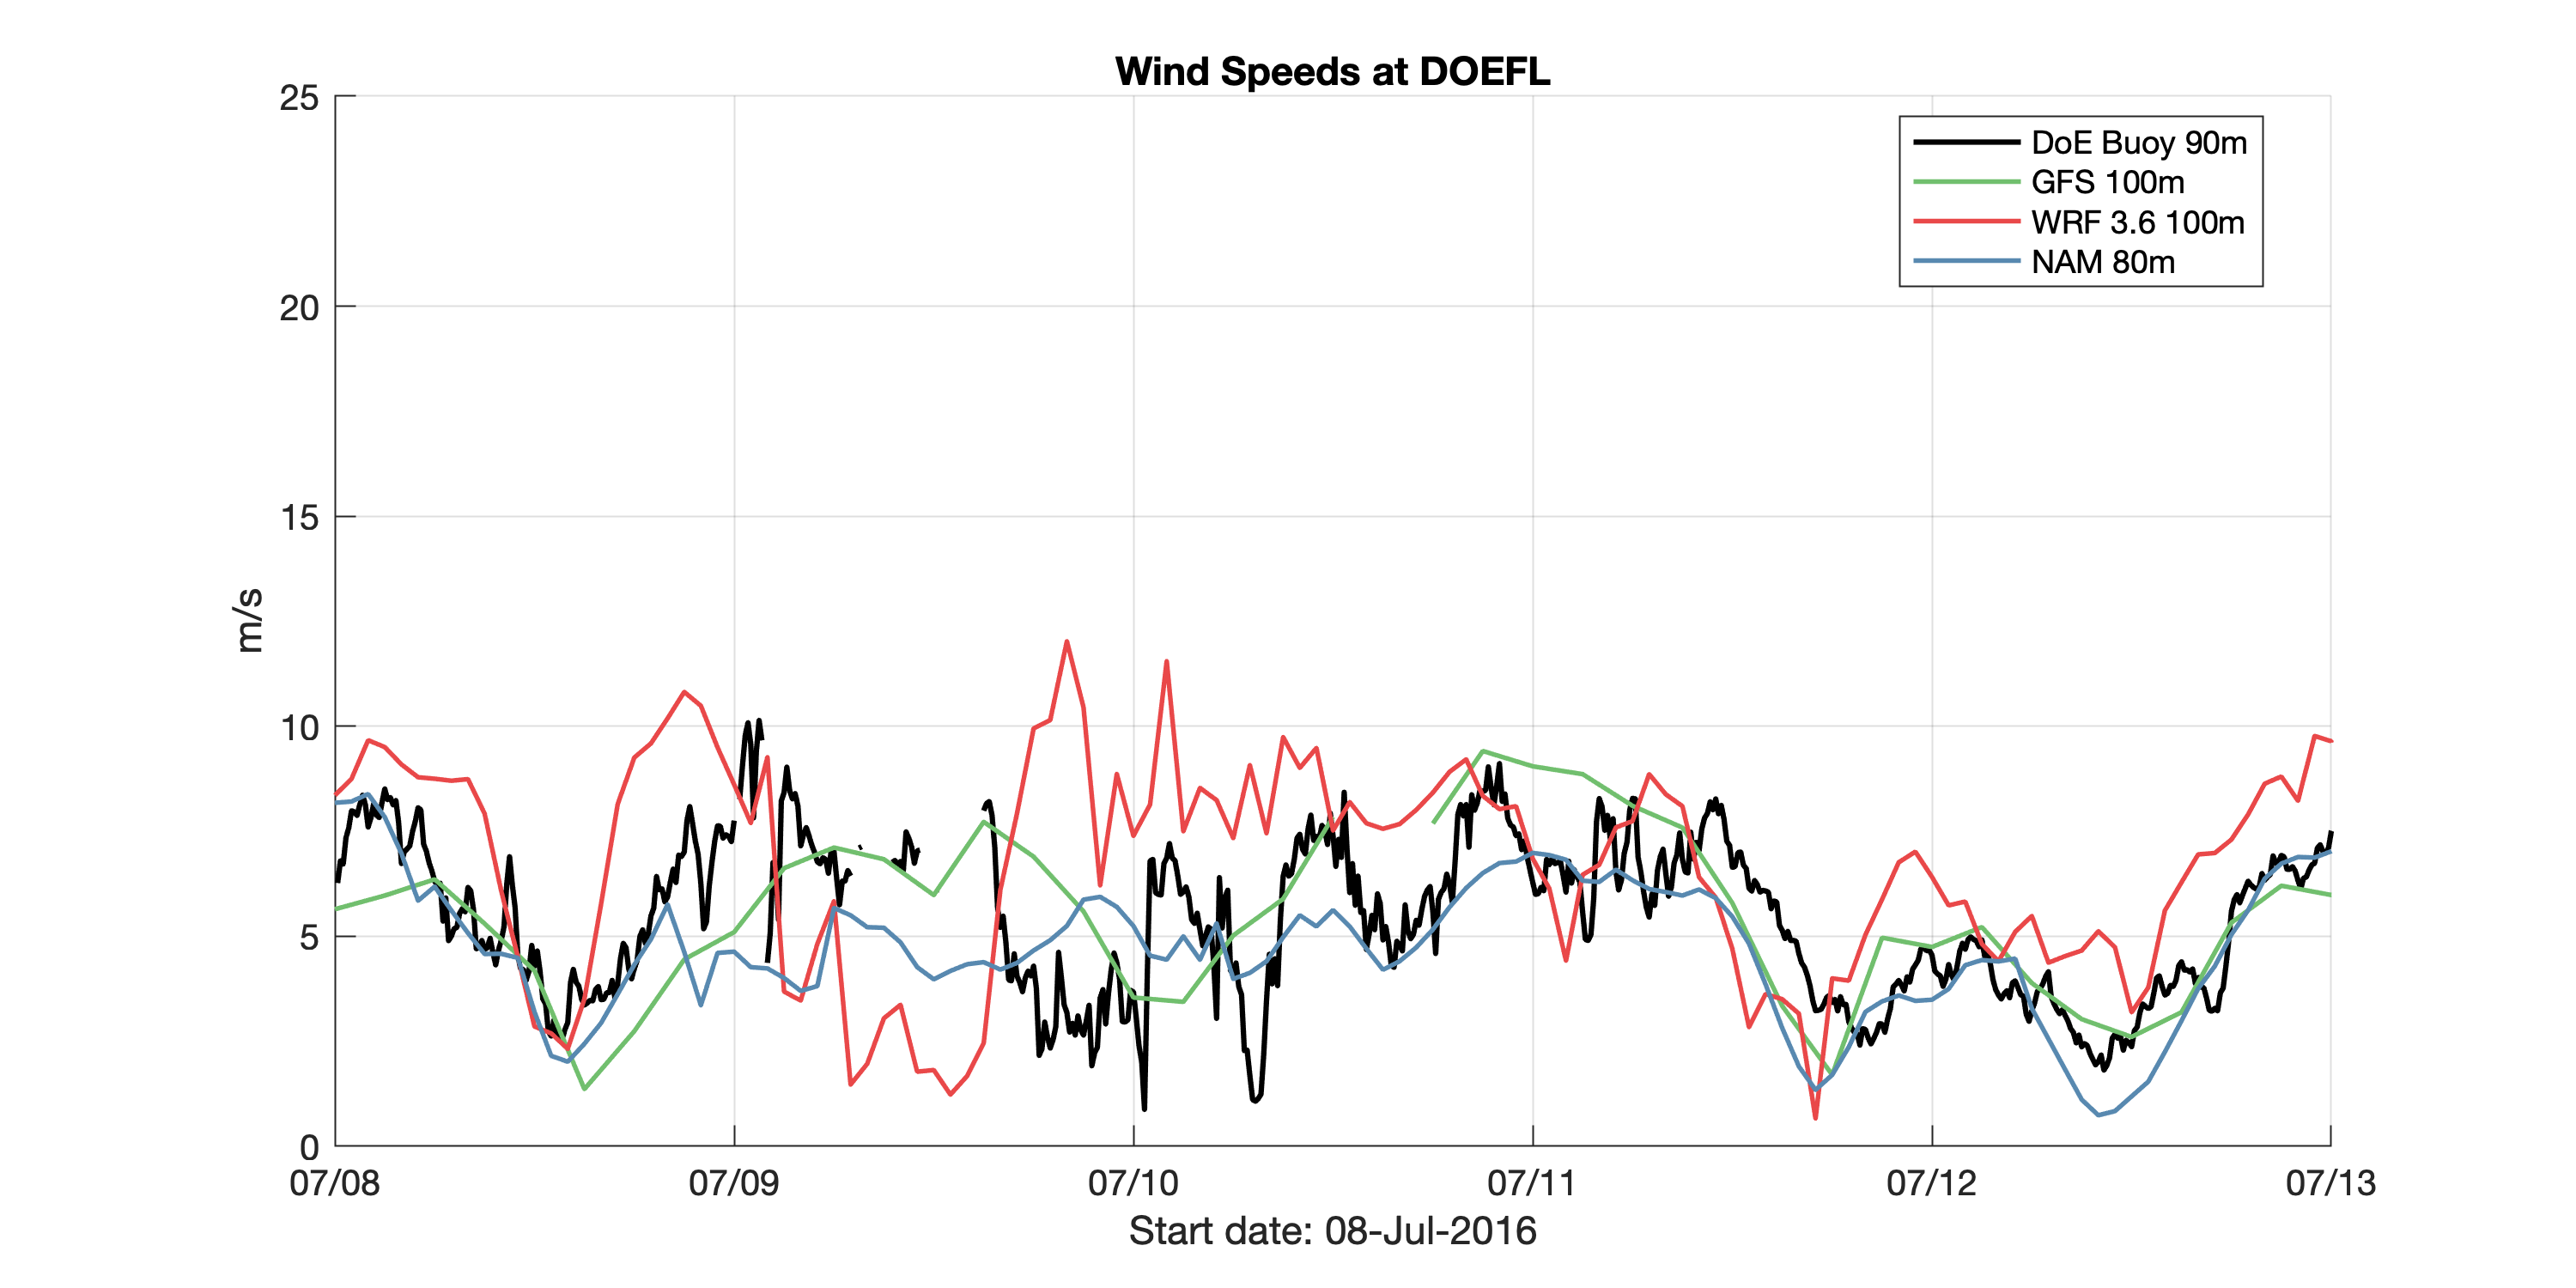 Wind Speeds at DOEFL
25
20
15
10
5
0
m/s
DoE Buoy 90m
GFS 100m
WRF 3.6 100m
NAM 80m
07/08 07/09 07/10 07/11 07/12 07/13
Start date: 08-Jul-2016